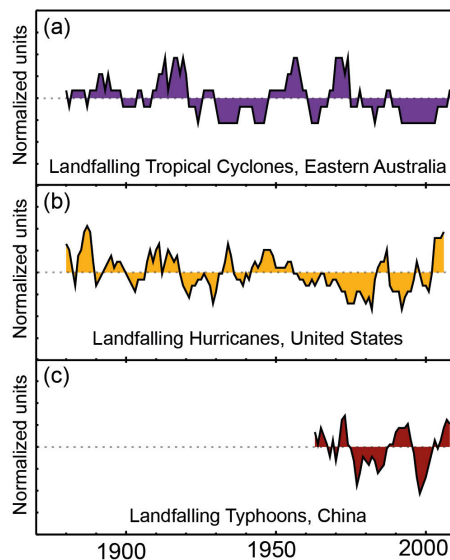 (a)
Normalized units
Landfalling Tropical Cyclones, Eastern Australia
(b)
Normalized units
Landfalling Hurricanes, United States
(c)
Normalized units
Landfalling Typhoons, China
1900 1950 2000